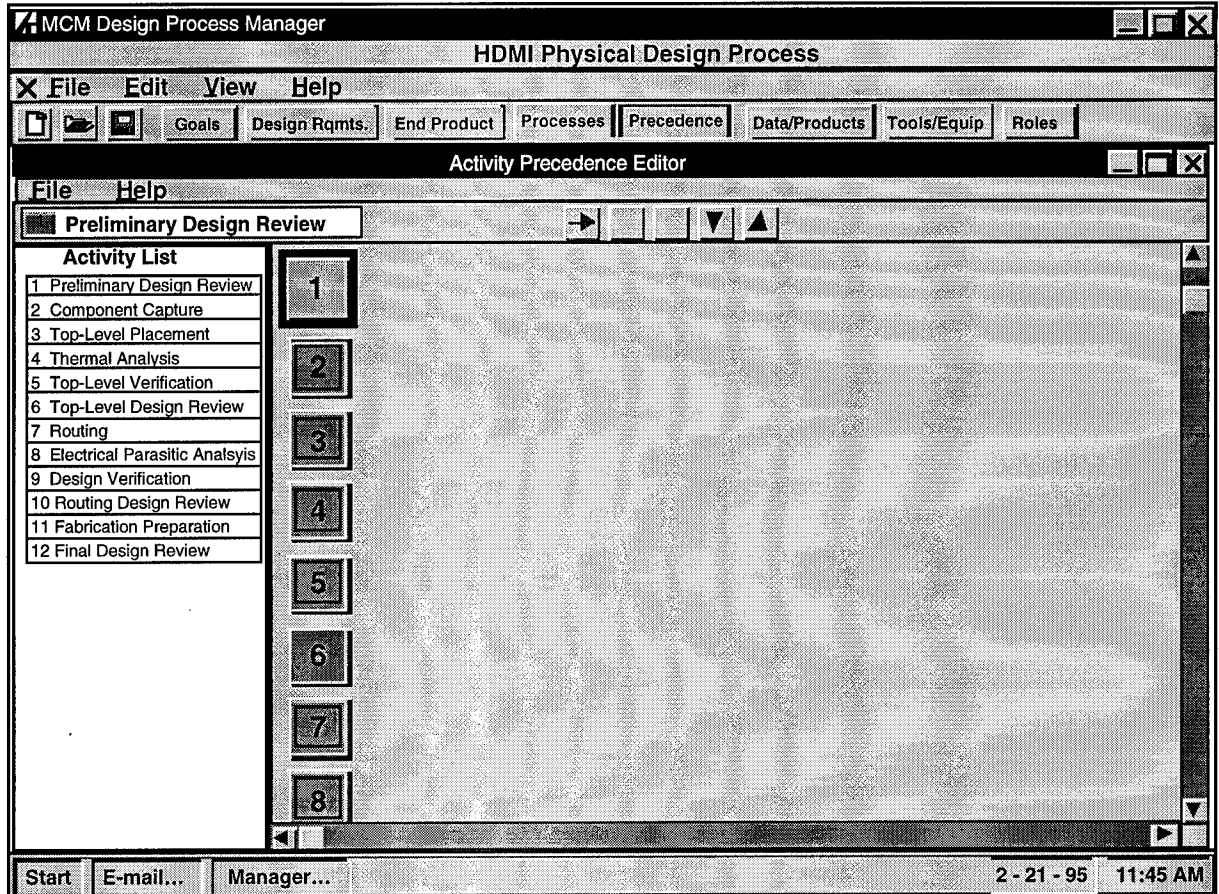 MCM Design Process Manager
HDMI Physical Design Process
File Edit View Help
Goals Design Rqmts. End Product Processes Precedence Data/Products Tools/Equip Roles
Activity Precedence Editor
File Help
Preliminary Design Review
Activity List
1 Preliminary Design Review
2 Component Capture
3 Top-Level Placement
4 Thermal Analysis
5 Top-Level Verification
6 Top-Level Design Review
7 Routing
8 Electrical Parasitic Analsyis
9 Design Verification
10 Routing Design Review
11 Fabrication Preparation
12 Final Design Review
1
2
3
4
5
6
7
8
Start E-mail... Manager... 2 - 21 - 95 11:45 AM